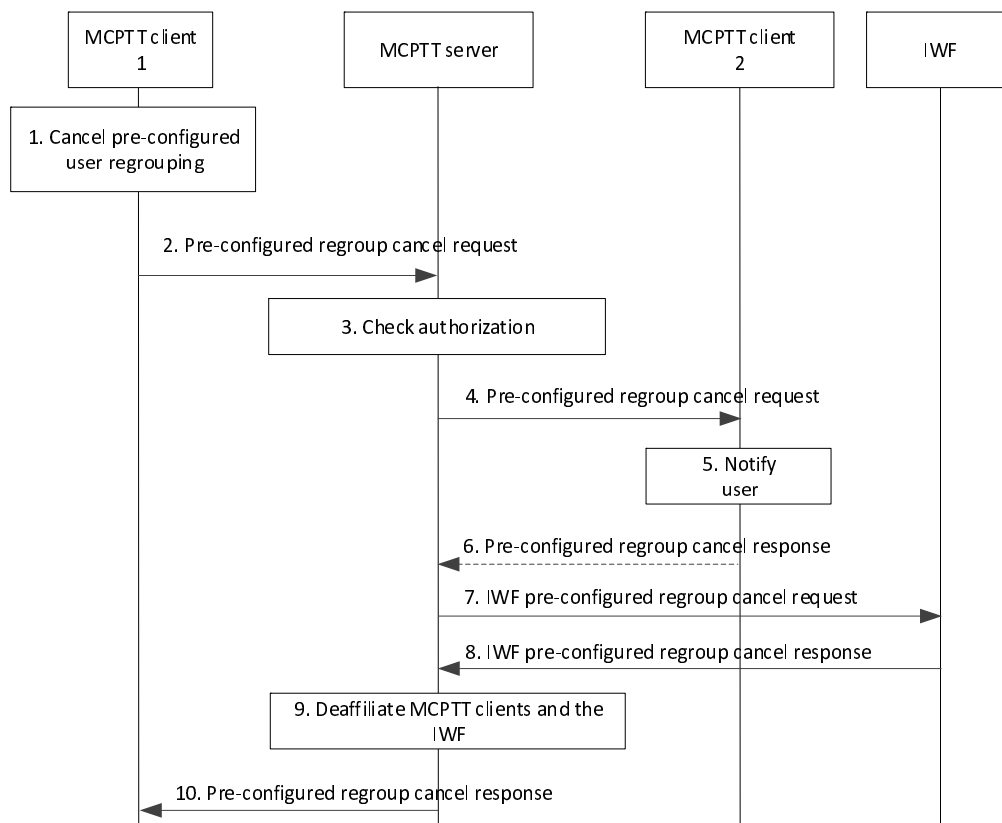 MCPTT client
1
MCPTT server
MCPTT client
2
IWF
1. Cancel pre-configured
user regrouping
2. Pre-configured regroup cancel request
3. Check authorization
4. Pre-configured regroup cancel request
5. Notify
user
6. Pre-configured regroup cancel response
7. IWF pre-configured regroup cancel request
8. IWF pre-configured regroup cancel response
9. Deaffiliate MCPTT clients and the
IWF
10. Pre-configured regroup cancel response